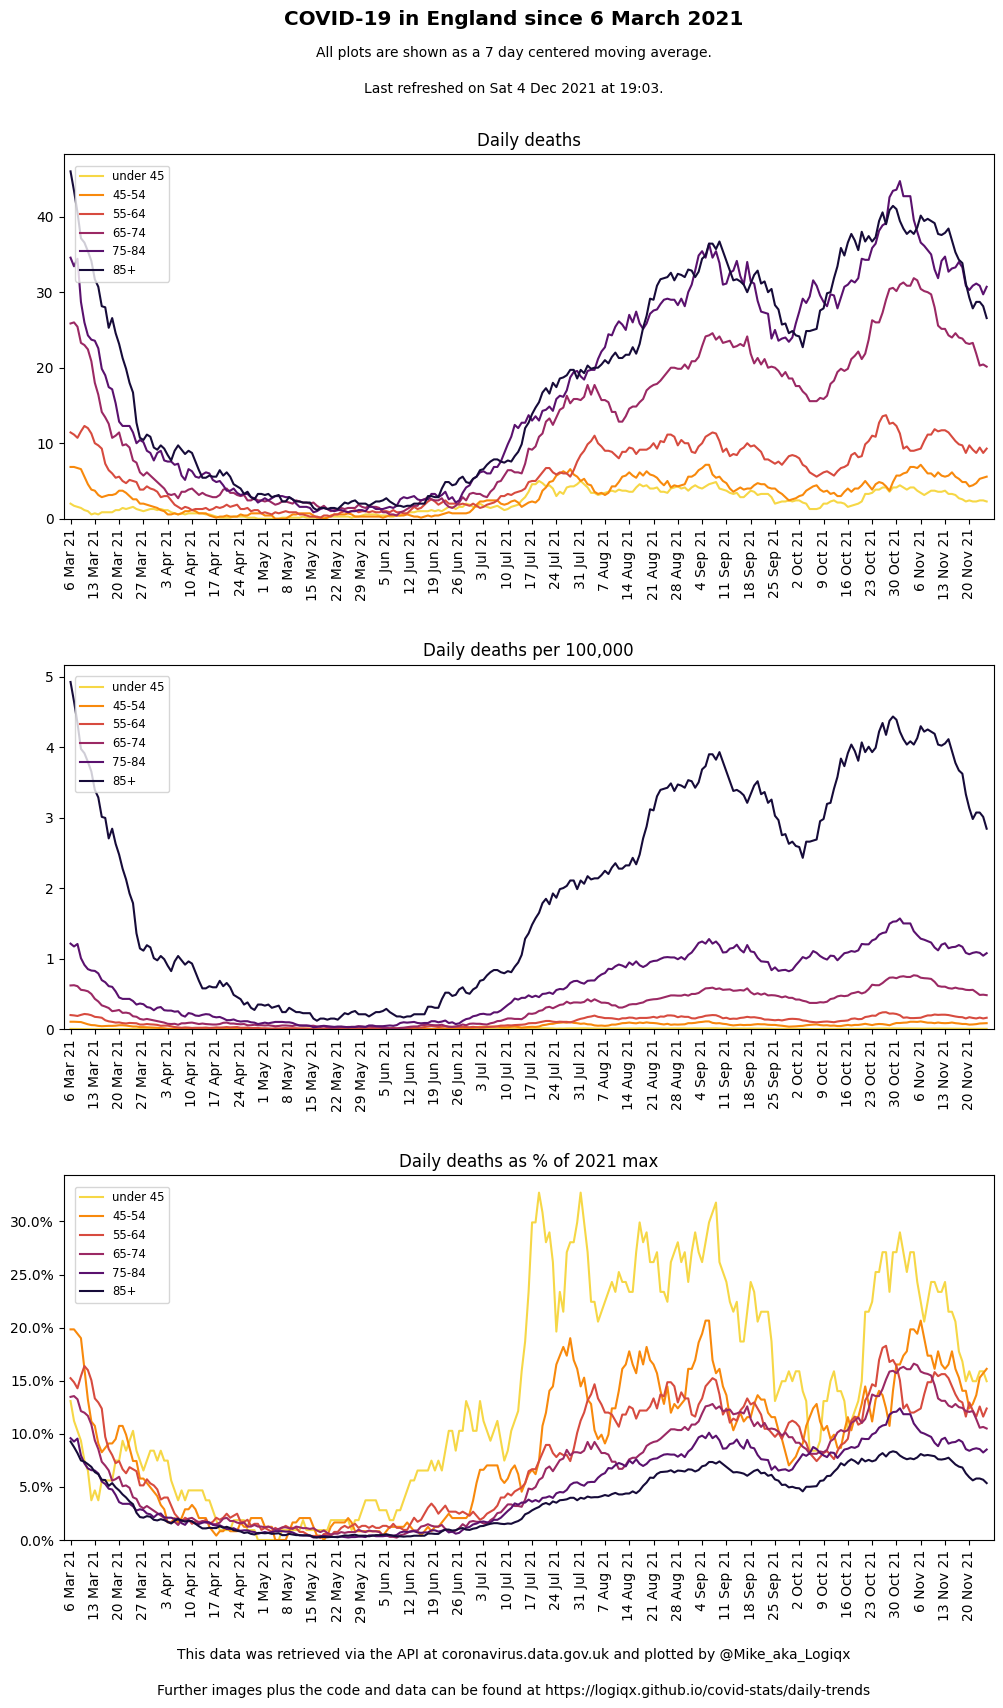 COVID-19 in England since 6 March 2021
All plots are shown as a 7 day centered moving average.
Last refreshed on Sat 4 Dec 2021 at 19:03.
Daily deaths
under 45
45-54
55-64
65-74
75-84
85+
40
30
20
10
0
6 Mar 21 13 Mar 21 20 Mar 21 27 Mar 21 3 Apr 21 10 Apr 21 17 Apr 21 24 Apr 21 1 May 21 8 May 21 15 May 21 22 May 21 29 May 21 5 Jun 21 12 Jun 21 19 Jun 21 26 Jun 21 3 Jul 21 10 Jul 21 17 Jul 21 24 Jul 21 31 Jul 21 7 Aug 21 14 Aug 21 21 Aug 21 28 Aug 21 4 Sep 21 11 Sep 21 18 Sep 21 25 Sep 21 2 Oct 21 9 Oct 21 16 Oct 21 23 Oct 21 30 Oct 21 6 Nov 21 13 Nov 21 20 Nov 21
Daily deaths per 100,000
under 45
45-54
55-64
65-74
75-84
85+
5
4
3
2
1
0
6 Mar 21 13 Mar 21 20 Mar 21 27 Mar 21 3 Apr 21 10 Apr 21 17 Apr 21 24 Apr 21 1 May 21 8 May 21 15 May 21 22 May 21 29 May 21 5 Jun 21 12 Jun 21 19 Jun 21 26 Jun 21 3 Jul 21 10 Jul 21 17 Jul 21 24 Jul 21 31 Jul 21 7 Aug 21 14 Aug 21 21 Aug 21 28 Aug 21 4 Sep 21 11 Sep 21 18 Sep 21 25 Sep 21 2 Oct 21 9 Oct 21 16 Oct 21 23 Oct 21 30 Oct 21 6 Nov 21 13 Nov 21 20 Nov 21
Daily deaths as % of 2021 max
under 45
45-54
55-64
65-74
75-84
85+
30.0%
25.0%
20.0%
15.0%
10.0%
5.0%
0.0%
6 Mar 21 13 Mar 21 20 Mar 21 27 Mar 21 3 Apr 21 10 Apr 21 17 Apr 21 24 Apr 21 1 May 21 8 May 21 15 May 21 22 May 21 29 May 21 5 Jun 21 12 Jun 21 19 Jun 21 26 Jun 21 3 Jul 21 10 Jul 21 17 Jul 21 24 Jul 21 31 Jul 21 7 Aug 21 14 Aug 21 21 Aug 21 28 Aug 21 4 Sep 21 11 Sep 21 18 Sep 21 25 Sep 21 2 Oct 21 9 Oct 21 16 Oct 21 23 Oct 21 30 Oct 21 6 Nov 21 13 Nov 21 20 Nov 21
This data was retrieved via the API at coronavirus.data.gov.uk and plotted by @Mike_aka_Logiqx
Further images plus the code and data can be found at https://logiqx.github.io/covid-stats/daily-trends